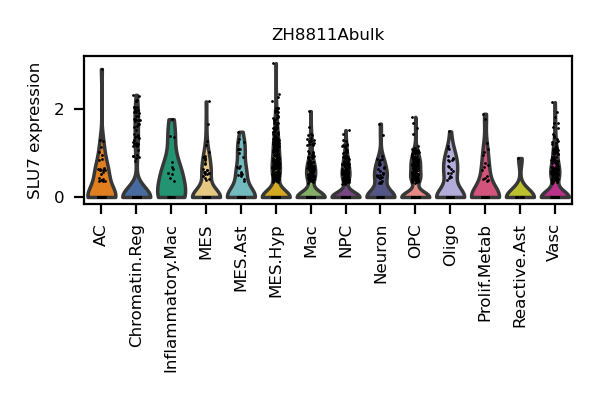 ZH8811Abulk
SLU7 expression
2
0
AC
Chromatin.Reg
Inflammatory.Mac
MES
MES.Ast
MES.Hyp
Mac
NPC
Neuron
OPC
Oligo
Prolif.Metab
Reactive.Ast
Vasc